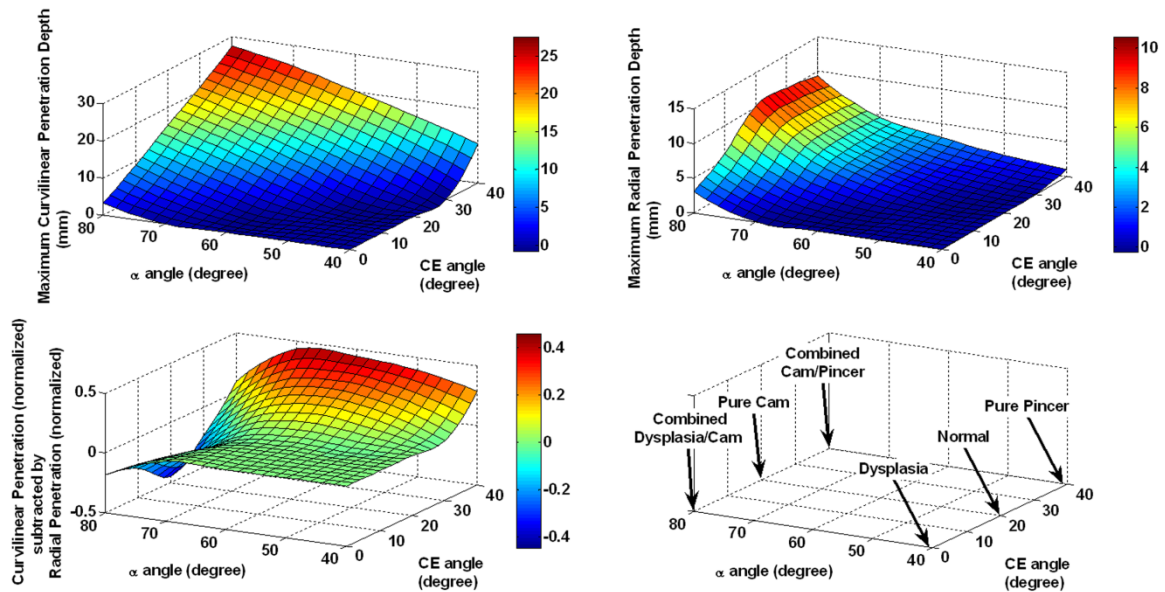 Maximum Curvilinear Penetration Depth
(mm)
30
20
10
0
80
70
60
50
40
α angle (degree)
0
10
20
30
40
CE angle
(degree)
25
20
15
10
5
0
Maximum Radial Penetration Depth
(mm)
15
10
5
0
80
70
60
50
40
α angle (degree)
0
10
20
30
40
CE angle
(degree)
10
8
6
4
2
0
Curvilinear Penetration (normalized)
subtracted by
Radial Penetration (normalized)
0.5
0
-0.5
80
70
60
50
40
α angle (degree)
0
10
20
30
40
CE angle
(degree)
0.4
0.2
0
-0.2
-0.4
Combined
Cam/Pincer
Pure Cam
Combined
Dysplasia/Cam
Pure Pincer
Normal
Dysplasia
80
70
60
50
40
α angle (degree)
0
10
20
30
40
CE angle
(degree)